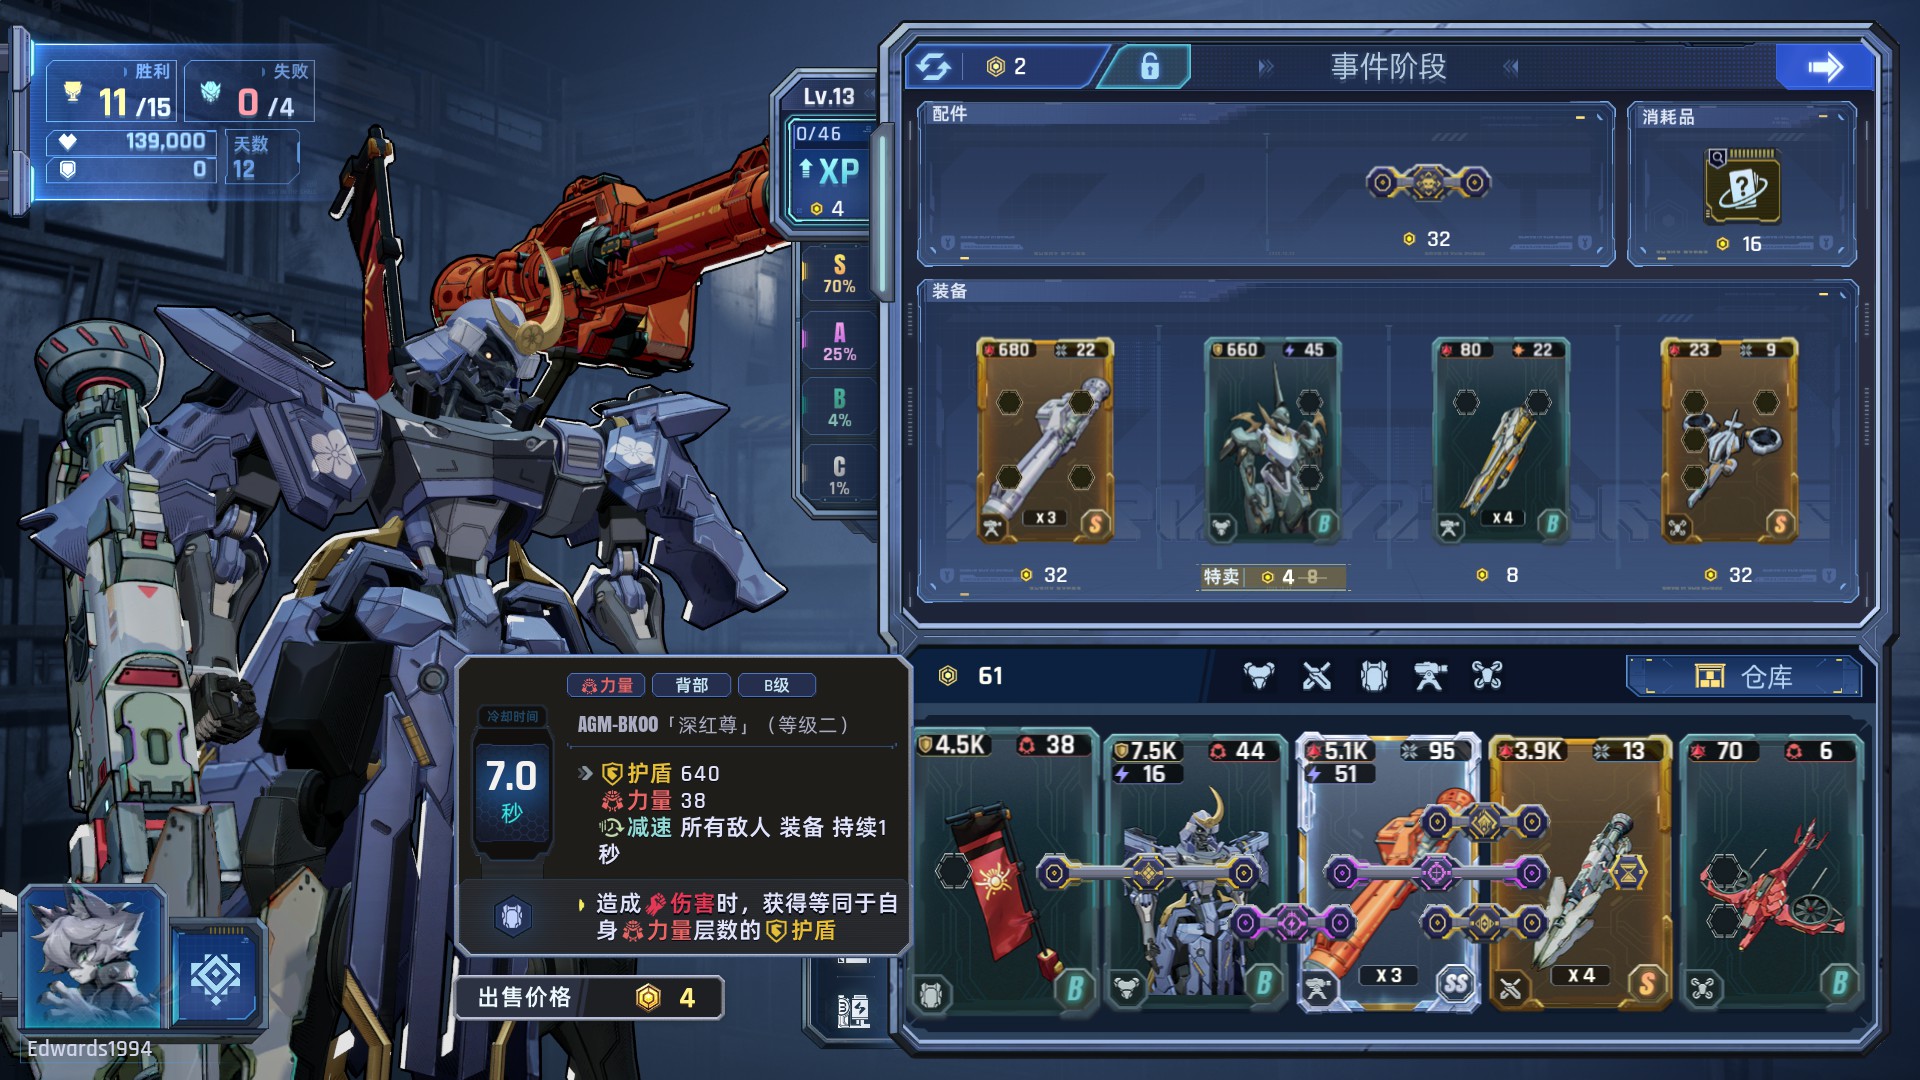 胜利
11/15
失败
0/4
139,000
0
天数
12
Lv.13
0/46
XP
4
S
70%
A
25%
B
4%
C
1%
2
事件阶段
配件
32
消耗品
?
16
装备
680 22
x3 S
32
660 45
B
特卖 4 8
80 22
x4 B
8
23 9
S
32
61
仓库
4.5K 38
B
7.5K 44
16
B
5.1K 95
51
x3 SS
3.9K 13
x4 S
70 6
B
力量 背部 B级
AGM-BK00「深红尊」(等级二)
冷却时间
7.0
秒
护盾 640
力量 38
减速 所有敌人 装备 持续1
秒
造成伤害时，获得等同于自
身力量层数的护盾
出售价格 4
Edwards1994